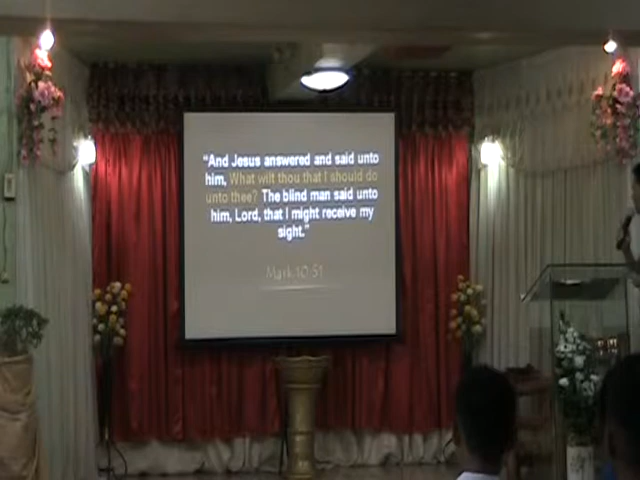 “And Jesus answered and said unto
him, What wilt thou that I should do
unto thee? The blind man said unto
him, Lord, that I might receive my
sight.”
Mark 10:51